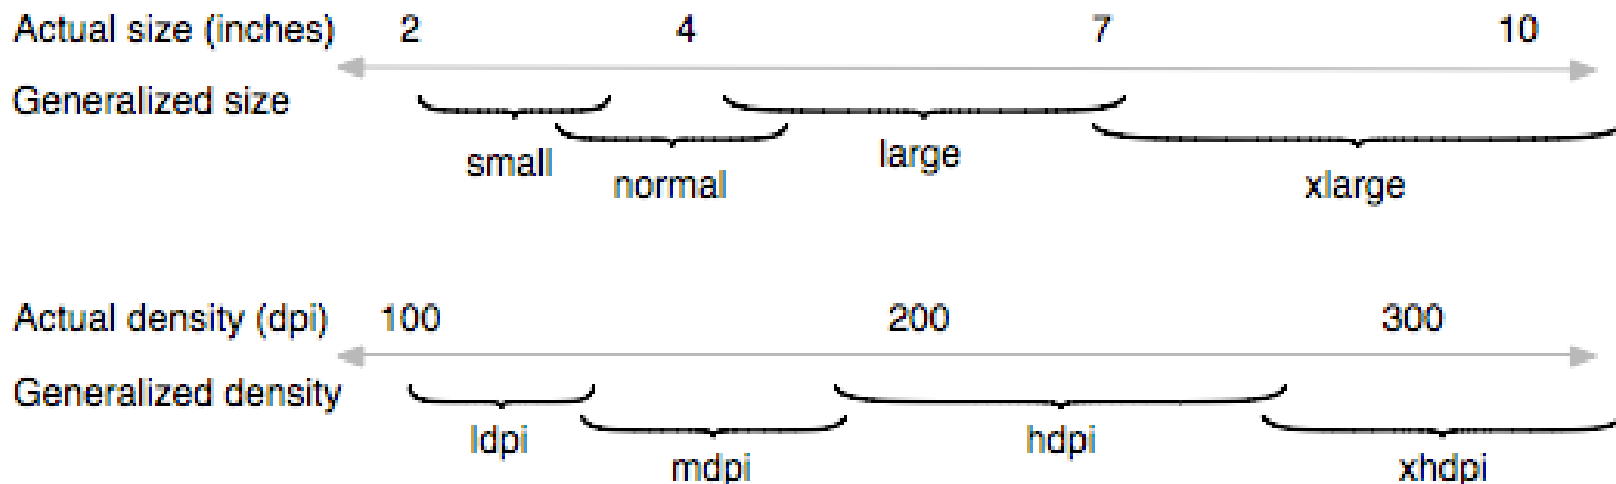 Actual size (inches) 2 4 7 10
Generalized size
small large
normal xlarge
Actual density (dpi) 100 200 300
Generalized density
ldpi hdpi
mdpi xhdpi